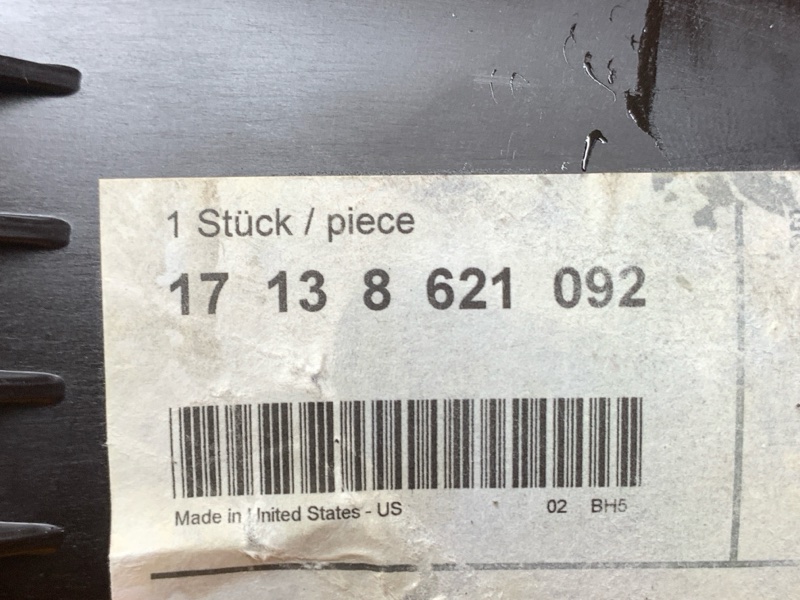 1 Stück / piece
17 13 8 621 092
Made in United States - US 02 BH5